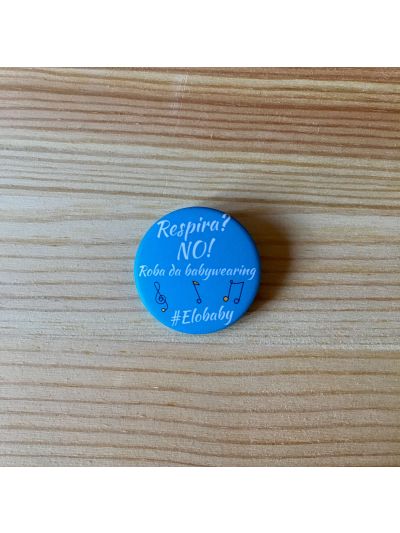 Respira?
NO!
Roba da babywearing
#Elobaby